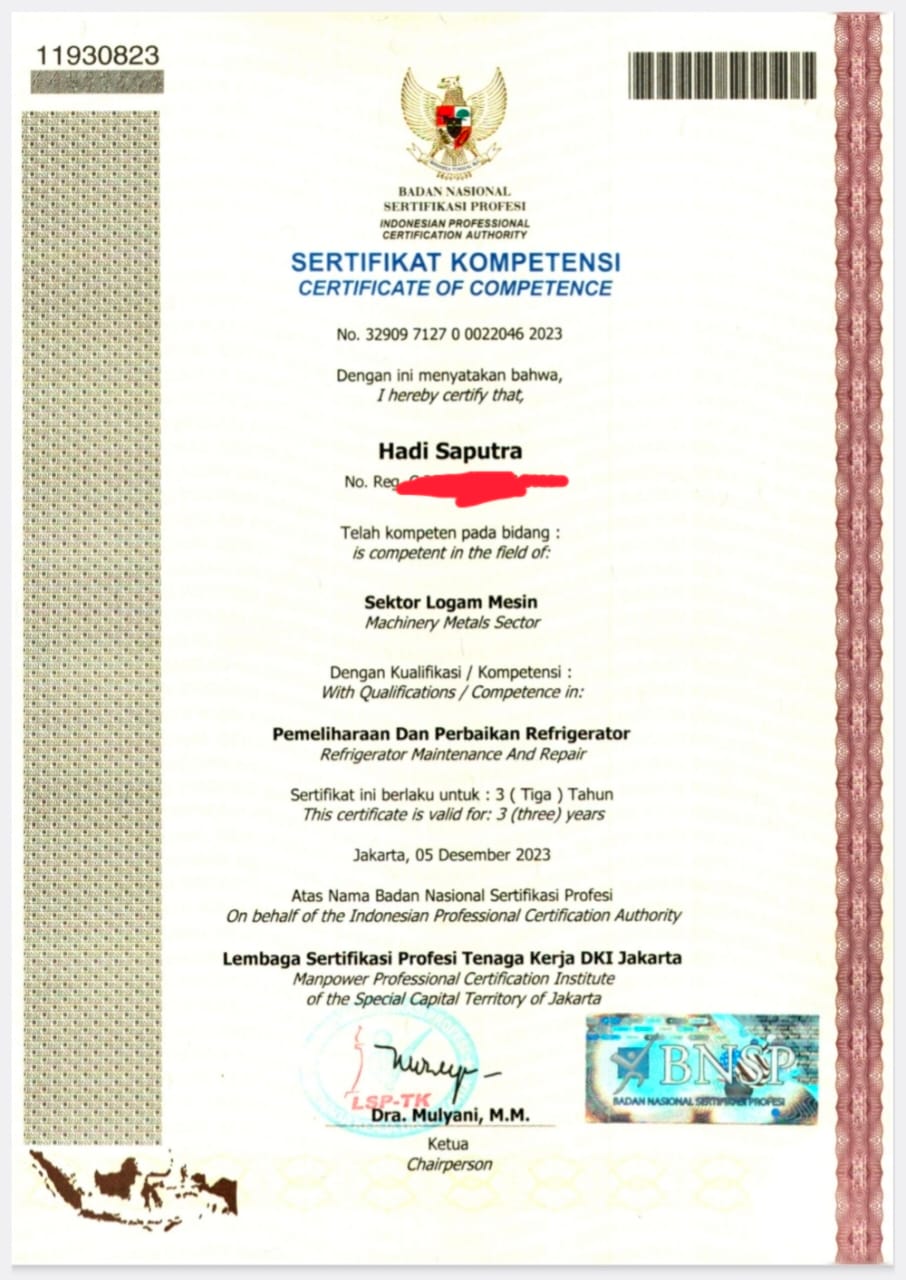 11930823
BADAN NASIONAL
SERTIFIKASI PROFESI
INDONESIAN PROFESSIONAL
CERTIFICATION AUTHORITY
SERTIFIKAT KOMPETENSI
CERTIFICATE OF COMPETENCE
No. 32909 7127 0 0022046 2023
Dengan ini menyatakan bahwa,
I hereby certify that,
Hadi Saputra
No. Reg.
Telah kompeten pada bidang :
is competent in the field of:
Sektor Logam Mesin
Machinery Metals Sector
Dengan Kualifikasi / Kompetensi :
With Qualifications / Competence in:
Pemeliharaan Dan Perbaikan Refrigerator
Refrigerator Maintenance And Repair
Sertifikat ini berlaku untuk : 3 ( Tiga ) Tahun
This certificate is valid for: 3 (three) years
Jakarta, 05 Desember 2023
Atas Nama Badan Nasional Sertifikasi Profesi
On behalf of the Indonesian Professional Certification Authority
Lembaga Sertifikasi Profesi Tenaga Kerja DKI Jakarta
Manpower Professional Certification Institute
of the Special Capital Territory of Jakarta
BNSP
BADAN NASIONAL SERTIFIKASI PROFESI
LSP-TK
Dra. Mulyani, M.M.
Ketua
Chairperson